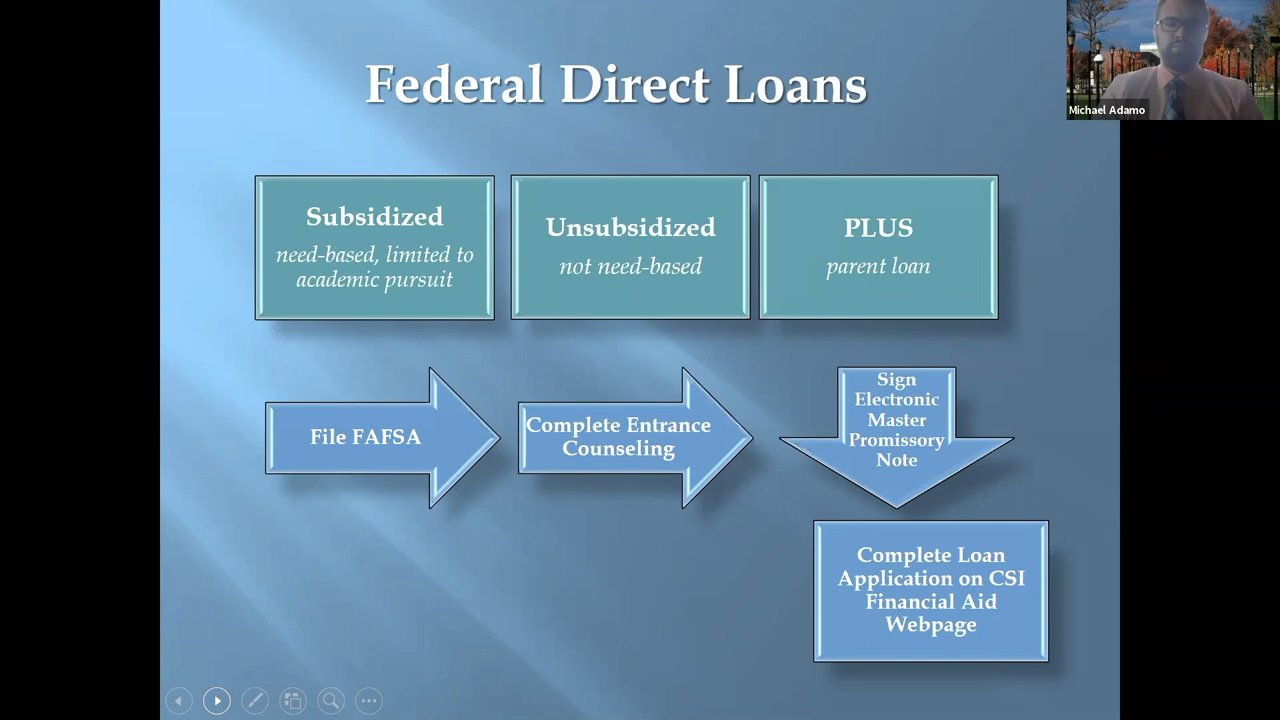 Federal Direct Loans
Michael Adamo
Subsidized
need-based, limited to
academic pursuit
Unsubsidized
not need-based
PLUS
parent loan
File FAFSA
Complete Entrance
Counseling
Sign
Electronic
Master
Promissory
Note
Complete Loan
Application on CSI
Financial Aid
Webpage